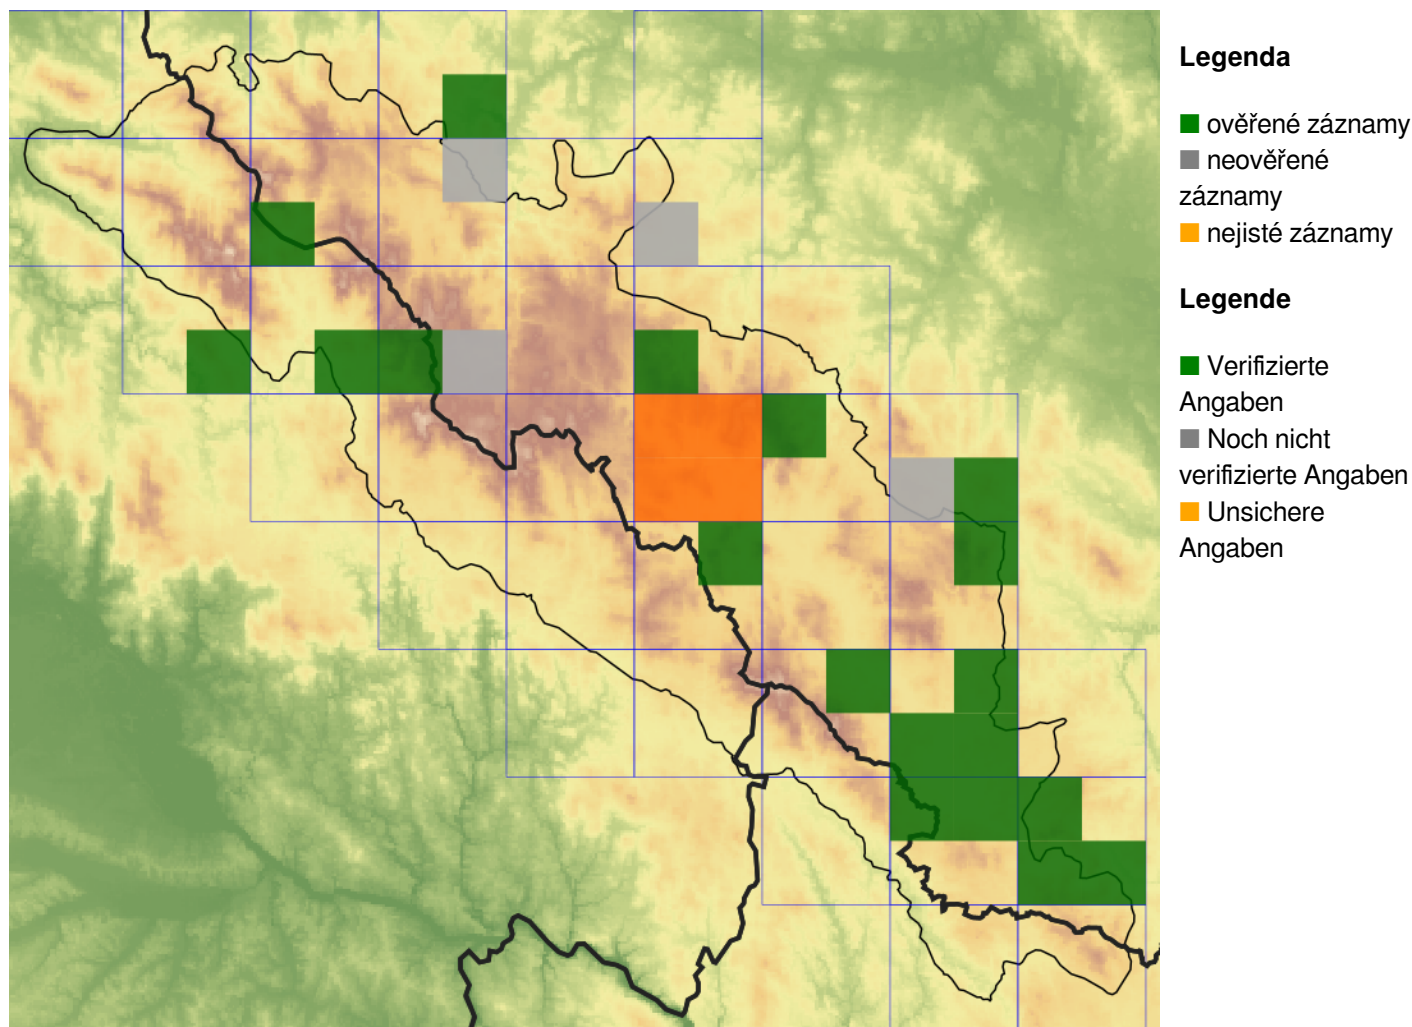 Legenda
ověřené záznamy
neověřené
záznamy
nejisté záznamy
Legende
Verifizierte
Angaben
Noch nicht
verifizierte Angaben
Unsichere
Angaben